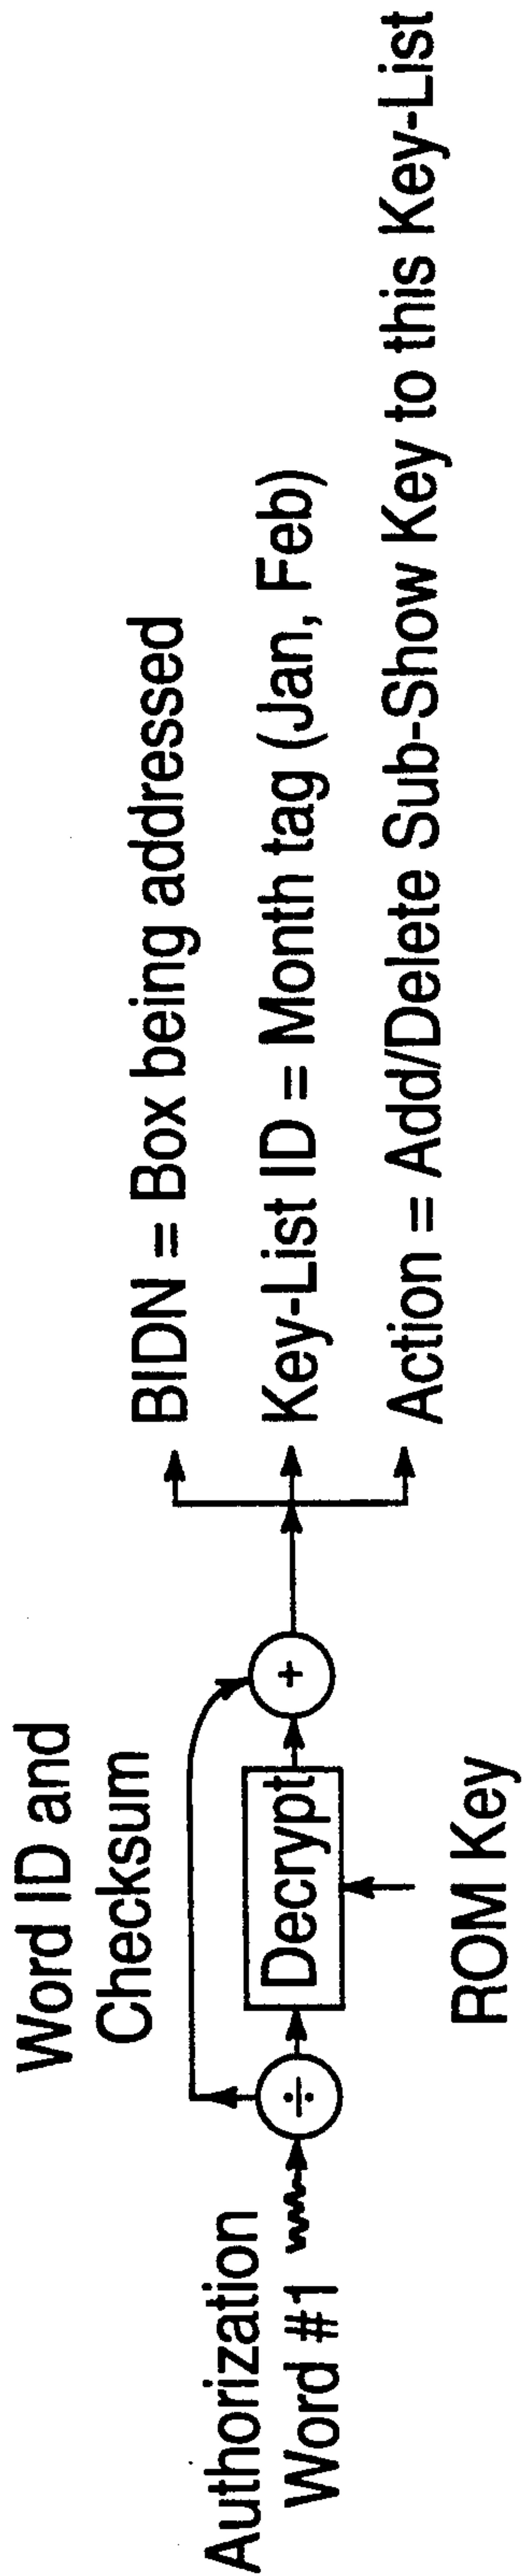 Authorization
Word #1
÷
Word ID and
Checksum
Decrypt
ROM Key
+
BIDN = Box being addressed
Key-List ID = Month tag (Jan, Feb)
Action = Add/Delete Sub-Show Key to this Key-List